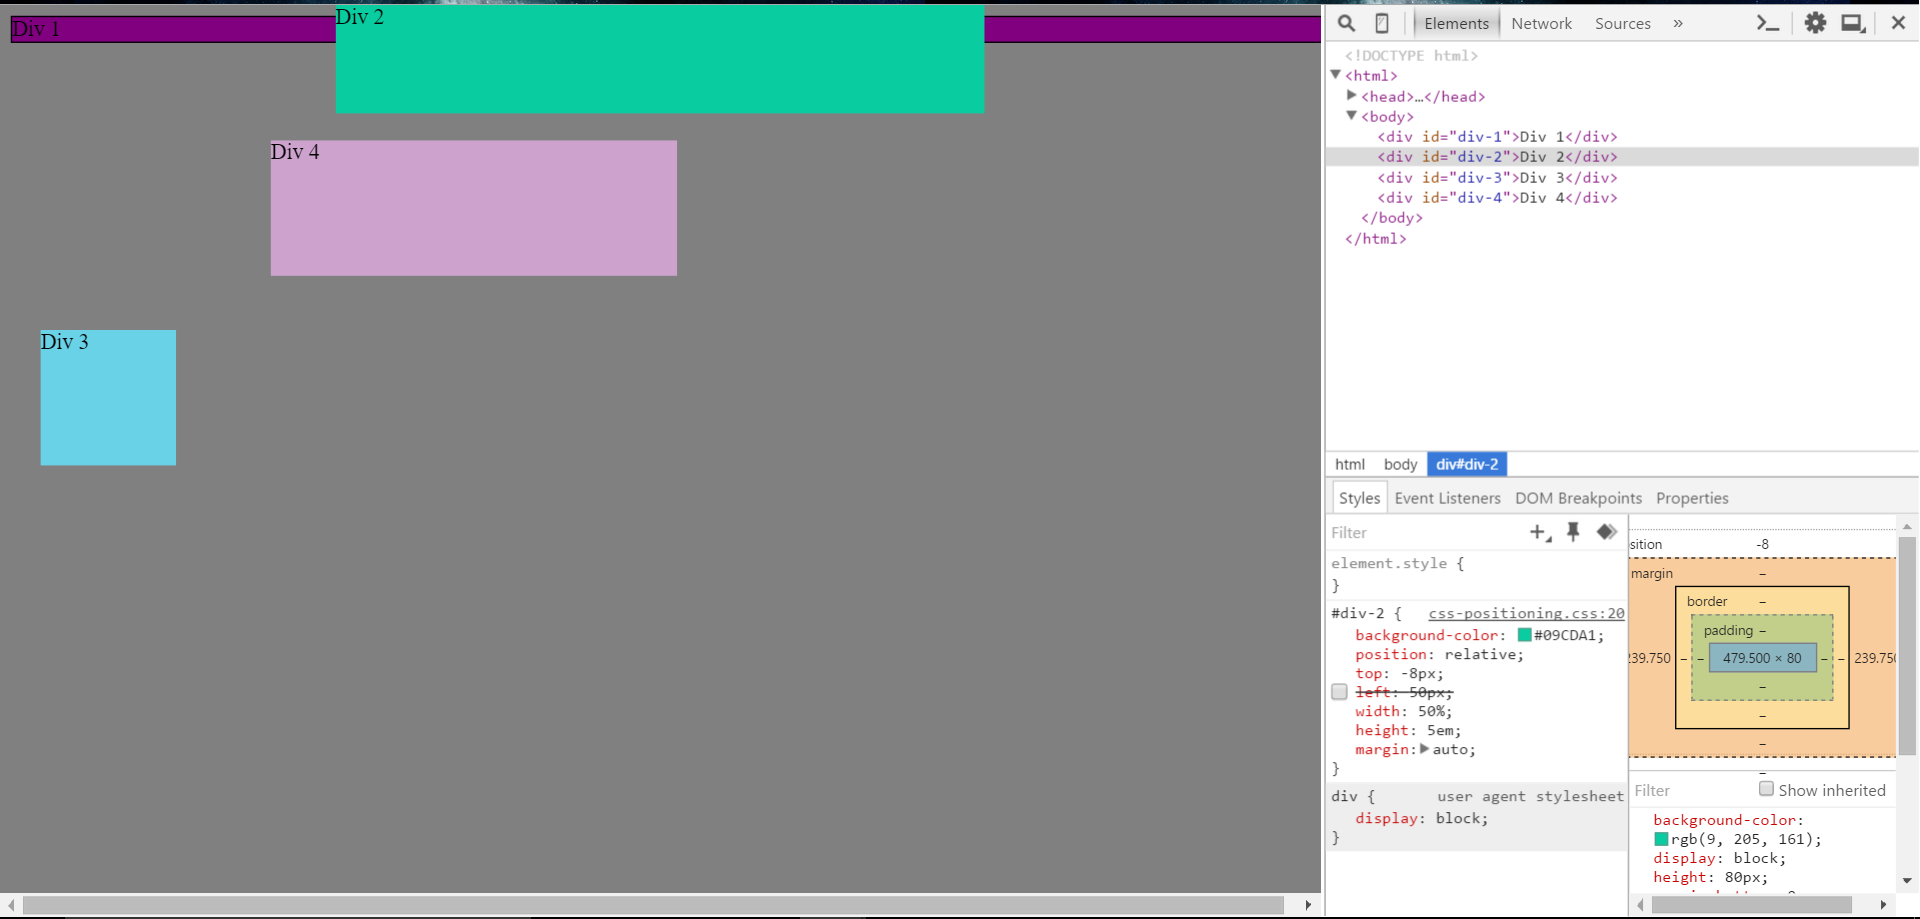 Div 1
Div 2
Div 4
Div 3
Elements Network Sources »
<!DOCTYPE html>
<html>
<head>…</head>
<body>
<div id="div-1">Div 1</div>
<div id="div-2">Div 2</div>
<div id="div-3">Div 3</div>
<div id="div-4">Div 4</div>
</body>
</html>
html body div#div-2
Styles Event Listeners DOM Breakpoints Properties
Filter
element.style {
}
#div-2 { css-positioning.css:20
background-color: #09CDA1;
position: relative;
top: -8px;
left: 50px;
width: 50%;
height: 5em;
margin: auto;
}
div { user agent stylesheet
display: block;
}
sition -8
margin –
border –
padding –
239.750 – – 479.500 × 80 – – 239.750
–
–
–
–
Filter Show inherited
background-color:
rgb(9, 205, 161);
display: block;
height: 80px;